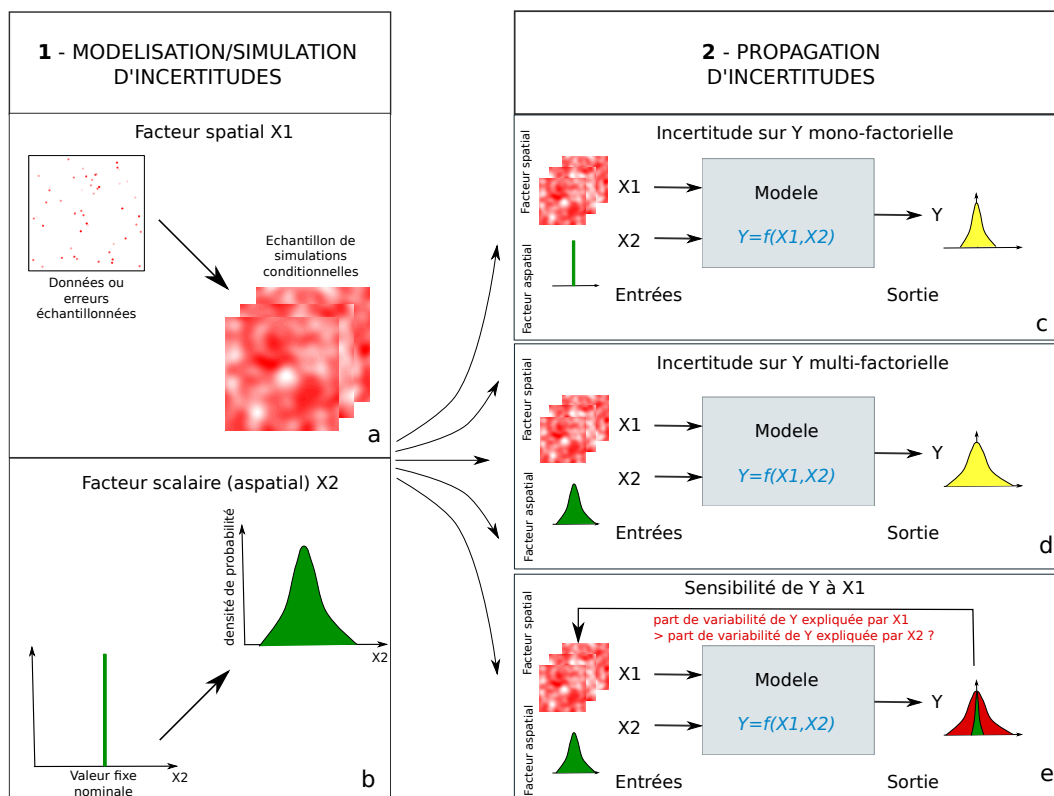 1 - MODELISATION/SIMULATION
D'INCERTITUDES
Facteur spatial X1
Données ou
erreurs
échantillonnées
Echantillon de
simulations
conditionnelles
a
Facteur scalaire (aspatial) X2
densité de probabilité
X2
Valeur fixe
nominale
X2
b
2 - PROPAGATION
D'INCERTITUDES
Incertitude sur Y mono-factorielle
Facteur spatial
Facteur aspatial
X1
X2
Modele
Y=f(X1,X2)
Y
Entrées
Sortie
c
Incertitude sur Y multi-factorielle
Facteur spatial
Facteur aspatial
X1
X2
Modele
Y=f(X1,X2)
Y
Entrées
Sortie
d
Sensibilité de Y à X1
part de variabilité de Y expliquée par X1
> part de variabilité de Y expliquée par X2 ?
Facteur spatial
Facteur aspatial
X1
X2
Modele
Y=f(X1,X2)
Y
Entrées
Sortie
e